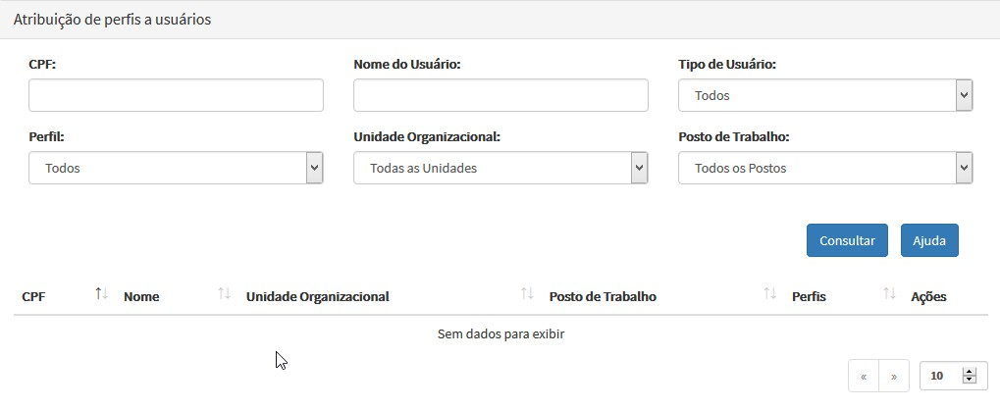 Atribuição de perfis a usuários
CPF: Nome do Usuário: Tipo de Usuário:
Todos
Perfil: Unidade Organizacional: Posto de Trabalho:
Todos Todas as Unidades Todos os Postos
Consultar Ajuda
CPF Nome Unidade Organizacional Posto de Trabalho Perfis Ações
Sem dados para exibir
« » 10